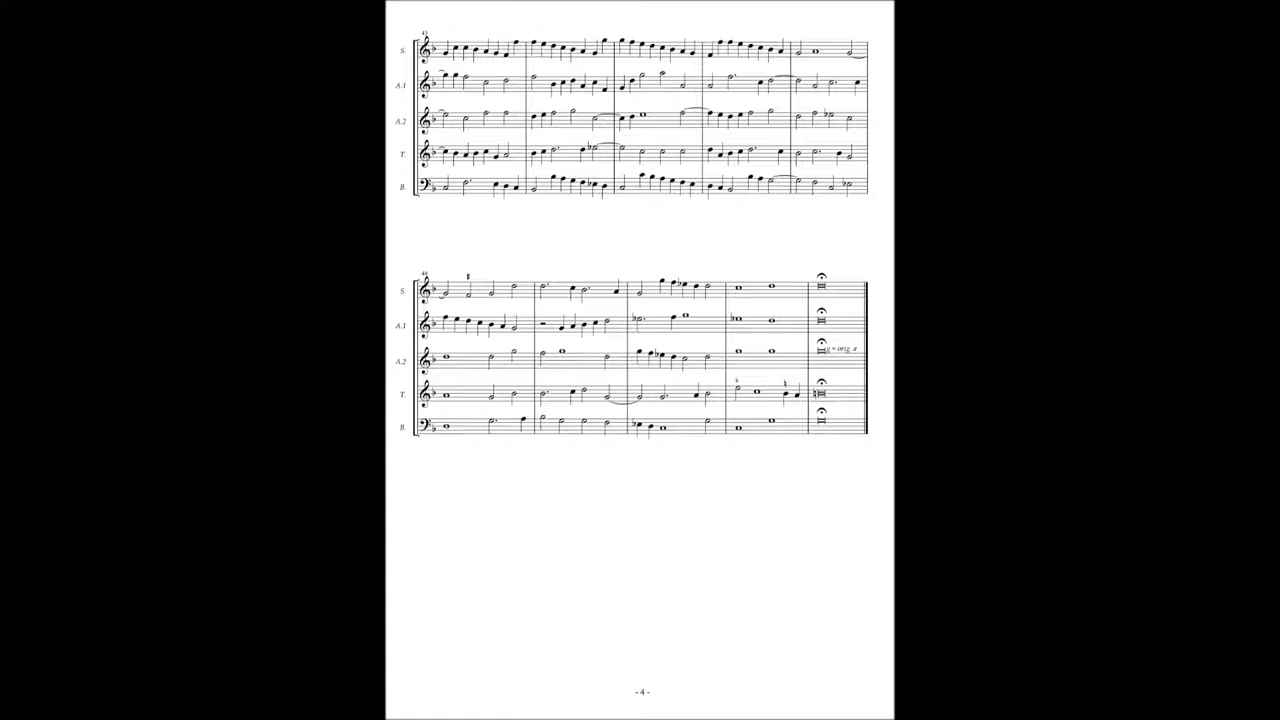 43
S.
A.1
A.2
T.
B.
48
S.
A.1
A.2
g = orig. a
T.
B.
- 4 -